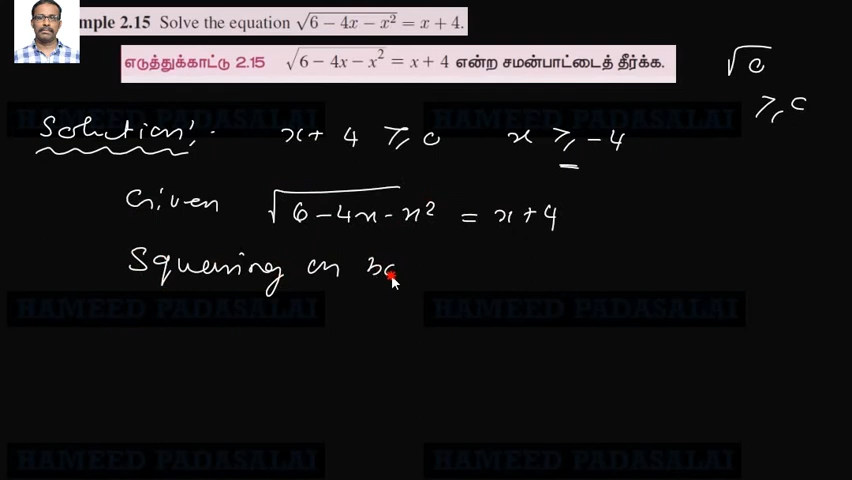 mple 2.15 Solve the equation √6 − 4x − x² = x + 4.
எடுத்துக்காட்டு 2.15 √6 − 4x − x² = x + 4 என்ற சமன்பாட்டைத் தீர்க்க.
√0
≥ 0
Solution:
x + 4 ≥ 0 x ≥ −4
Given √6 − 4x − x² = x + 4
Squaring on bo
HAMEED PADASALAI HAMEED PADASALAI
HAMEED PADASALAI HAMEED PADASALAI
HAMEED PADASALAI HAMEED PADASALAI